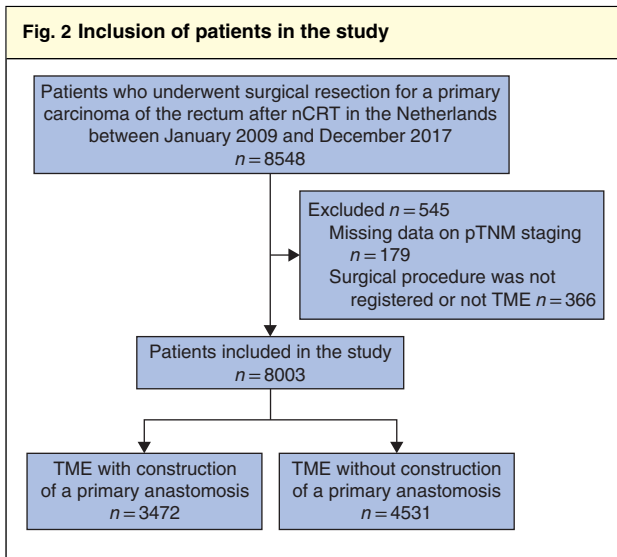 Fig. 2 Inclusion of patients in the study
Patients who underwent surgical resection for a primary
carcinoma of the rectum after nCRT in the Netherlands
between January 2009 and December 2017
n = 8548
Excluded n = 545
Missing data on pTNM staging
n = 179
Surgical procedure was not
registered or not TME n = 366
Patients included in the study
n = 8003
TME with construction
of a primary anastomosis
n = 3472
TME without construction
of a primary anastomosis
n = 4531